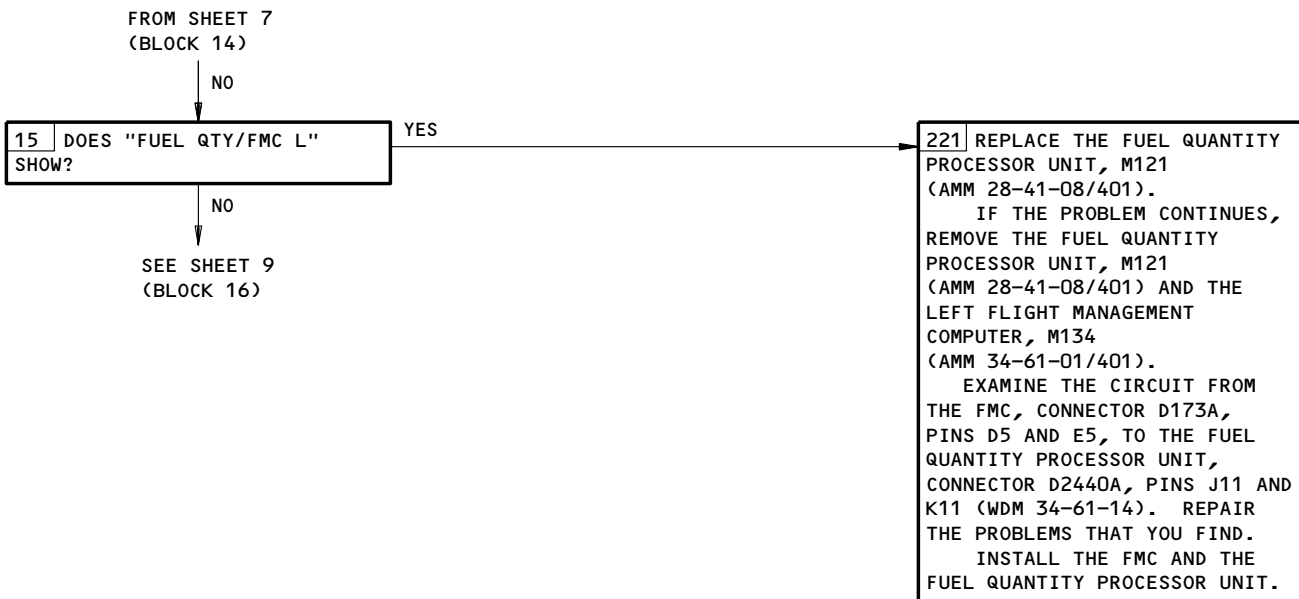 FROM SHEET 7
(BLOCK 14)
NO
15 DOES "FUEL QTY/FMC L"
SHOW?
YES
NO
SEE SHEET 9
(BLOCK 16)
221 REPLACE THE FUEL QUANTITY
PROCESSOR UNIT, M121
(AMM 28-41-08/401).
IF THE PROBLEM CONTINUES,
REMOVE THE FUEL QUANTITY
PROCESSOR UNIT, M121
(AMM 28-41-08/401) AND THE
LEFT FLIGHT MANAGEMENT
COMPUTER, M134
(AMM 34-61-01/401).
EXAMINE THE CIRCUIT FROM
THE FMC, CONNECTOR D173A,
PINS D5 AND E5, TO THE FUEL
QUANTITY PROCESSOR UNIT,
CONNECTOR D2440A, PINS J11 AND
K11 (WDM 34-61-14). REPAIR
THE PROBLEMS THAT YOU FIND.
INSTALL THE FMC AND THE
FUEL QUANTITY PROCESSOR UNIT.